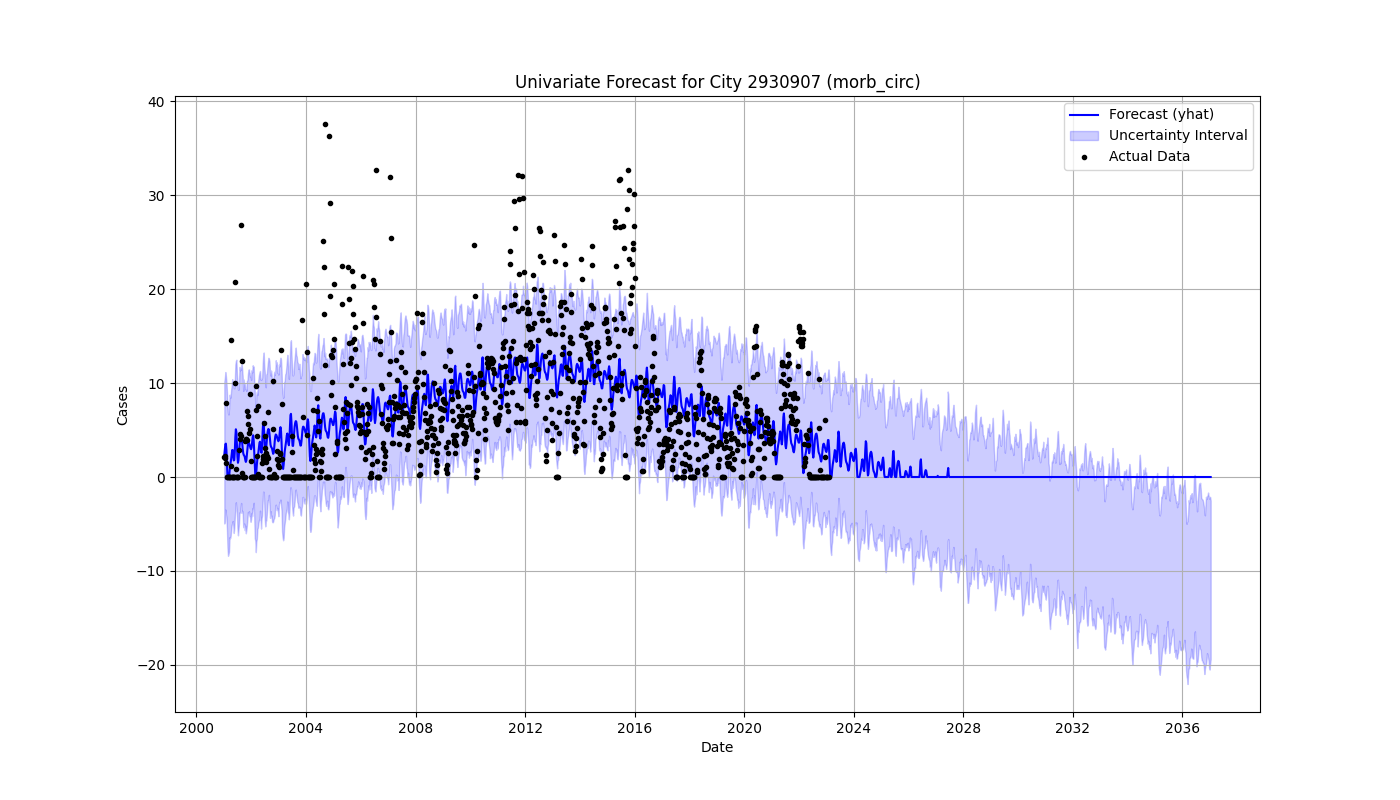 Univariate Forecast for City 2930907 (morb_circ)
Forecast (yhat)
Uncertainty Interval
Actual Data
Cases
40
30
20
10
0
−10
−20
2000 2004 2008 2012 2016 2020 2024 2028 2032 2036
Date